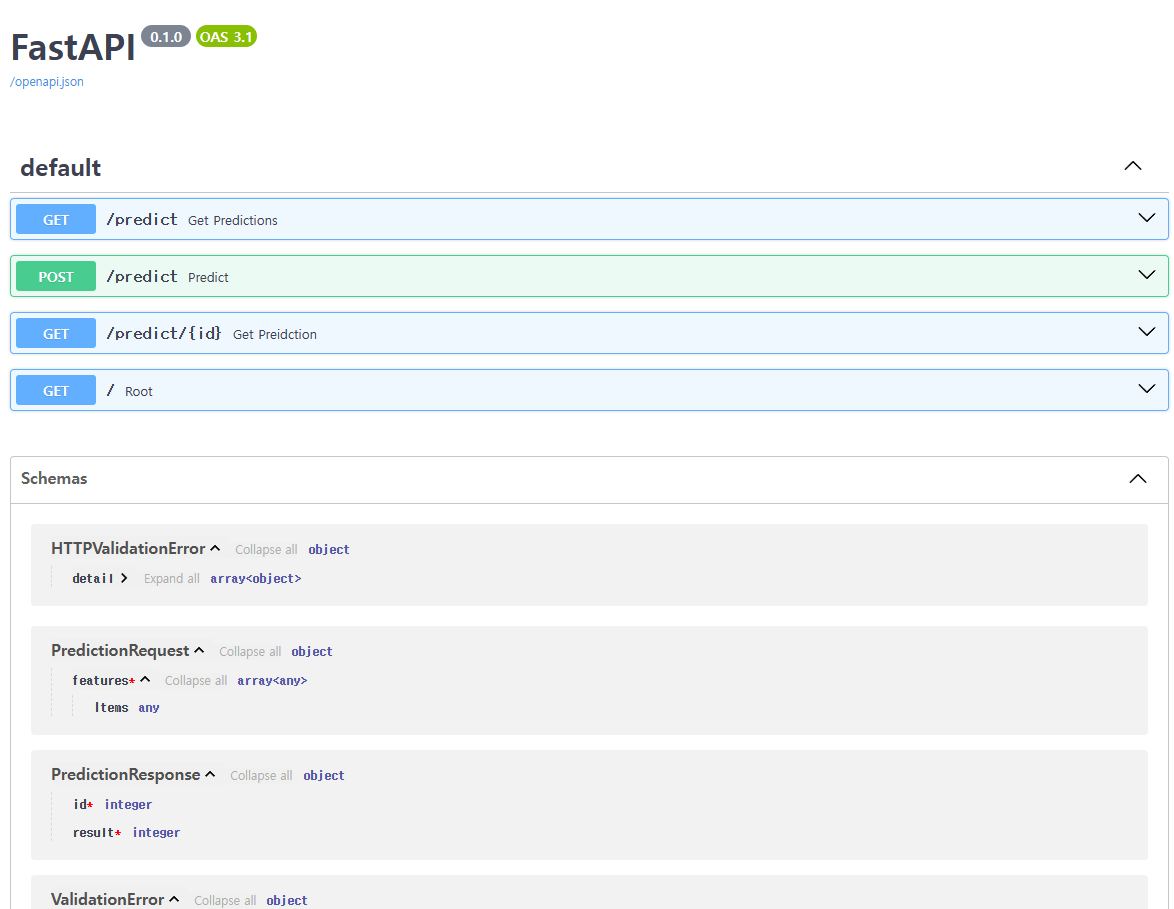 FastAPI 0.1.0 OAS 3.1
/openapi.json
default
GET /predict Get Predictions
POST /predict Predict
GET /predict/{id} Get Preidction
GET / Root
Schemas
HTTPValidationError Collapse all object
detail Expand all array<object>
PredictionRequest Collapse all object
features* Collapse all array<any>
Items any
PredictionResponse Collapse all object
id* integer
result* integer
ValidationError Collapse all object